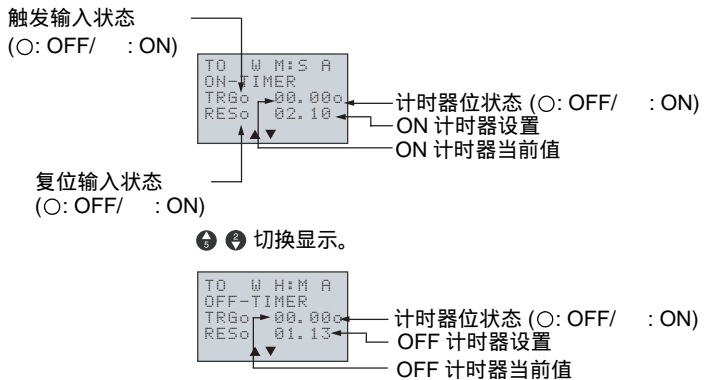 触发输入状态
(○: OFF/ : ON)
T0 W M:S A
ON-TIMER
TRGo 00.00o
RESo 02.10
▲ ▼
计时器位状态 (○: OFF/ : ON)
ON 计时器设置
ON 计时器当前值
复位输入状态
(○: OFF/ : ON)
5 2 切换显示。
T0 W H:M A
OFF-TIMER
TRGo 00.00o
RESo 01.13
▲ ▼
计时器位状态 (○: OFF/ : ON)
OFF 计时器设置
OFF 计时器当前值